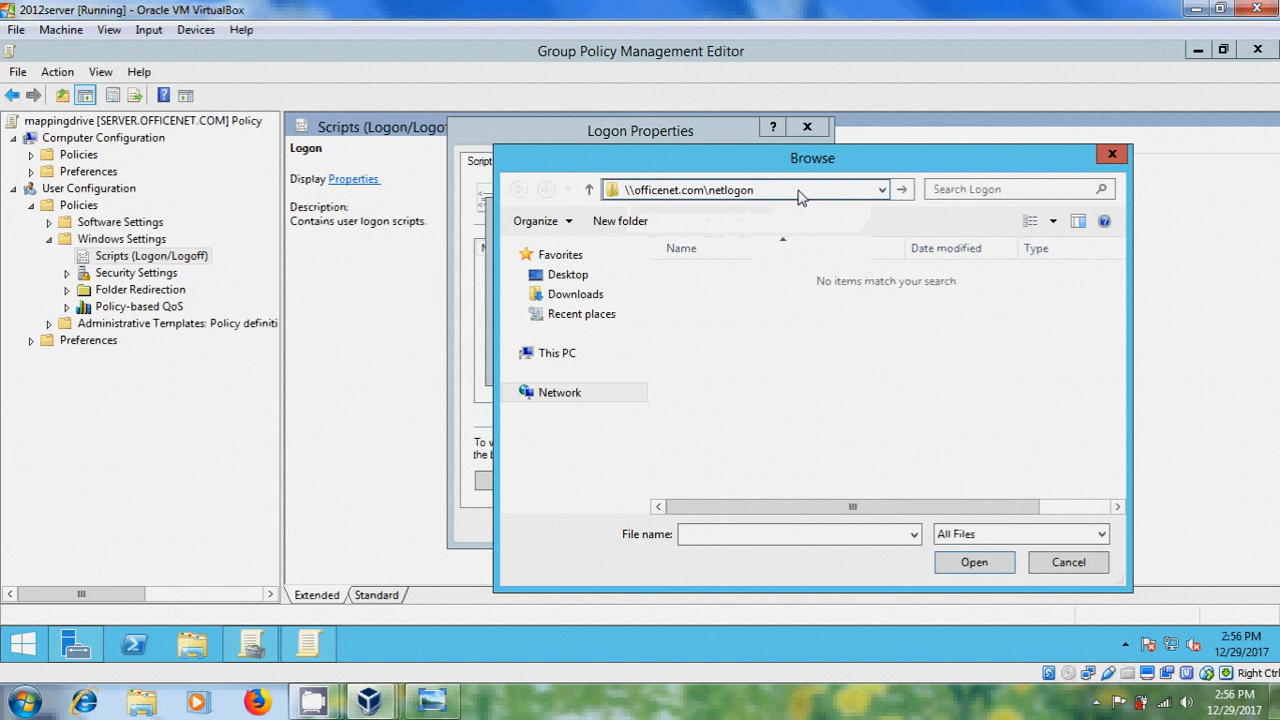 2012server [Running] - Oracle VM VirtualBox
File Machine View Input Devices Help
Group Policy Management Editor
File Action View Help
mappingdrive [SERVER.OFFICENET.COM] Policy
Computer Configuration
Policies
Preferences
User Configuration
Policies
Software Settings
Windows Settings
Scripts (Logon/Logoff)
Security Settings
Folder Redirection
Policy-based QoS
Administrative Templates: Policy definiti
Preferences
Scripts (Logon/Logo
Logon
Display Properties
Description:
Contains user logon scripts.
Extended Standard
Logon Properties
?
Script
To v
the b
Browse
\\officenet.com\netlogon
Search Logon
Organize New folder
Favorites
Desktop
Downloads
Recent places
This PC
Network
Name Date modified Type
No items match your search
File name: All Files
Open Cancel
2:56 PM
12/29/2017
Right Ctr
2:56 PM
12/29/2017